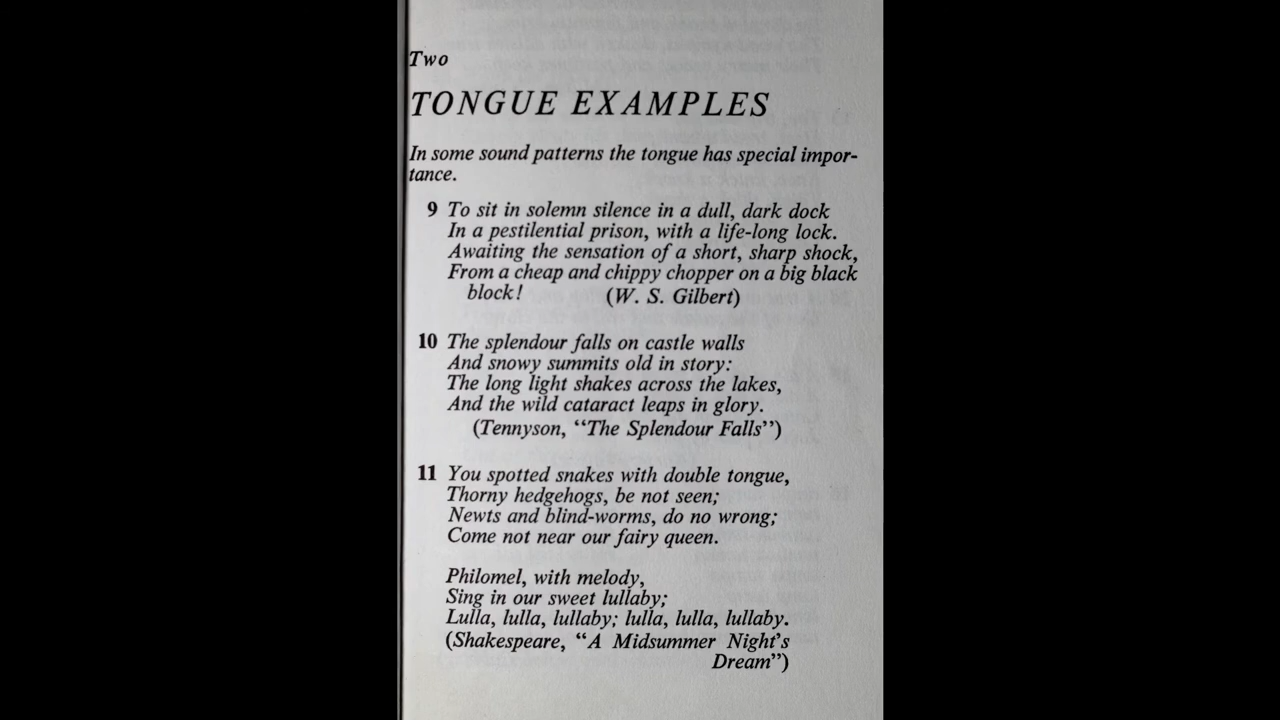 Two
TONGUE EXAMPLES
In some sound patterns the tongue has special impor-
tance.
9 To sit in solemn silence in a dull, dark dock
In a pestilential prison, with a life-long lock.
Awaiting the sensation of a short, sharp shock,
From a cheap and chippy chopper on a big black
block! (W. S. Gilbert)
10 The splendour falls on castle walls
And snowy summits old in story:
The long light shakes across the lakes,
And the wild cataract leaps in glory.
(Tennyson, “The Splendour Falls”)
11 You spotted snakes with double tongue,
Thorny hedgehogs, be not seen;
Newts and blind-worms, do no wrong;
Come not near our fairy queen.
Philomel, with melody,
Sing in our sweet lullaby;
Lulla, lulla, lullaby; lulla, lulla, lullaby.
(Shakespeare, “A Midsummer Night’s
Dream”)